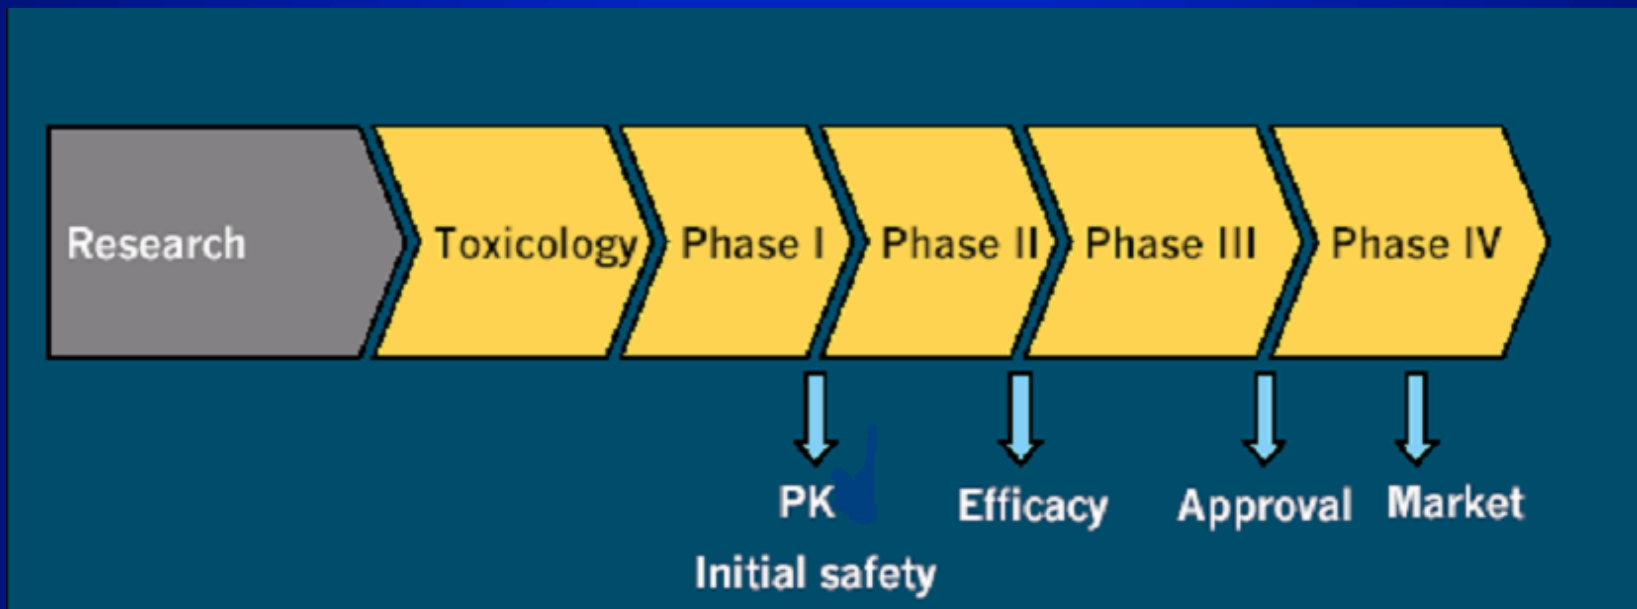 Research
Toxicology
Phase I
Phase II
Phase III
Phase IV
PK
Efficacy
Approval
Market
Initial safety